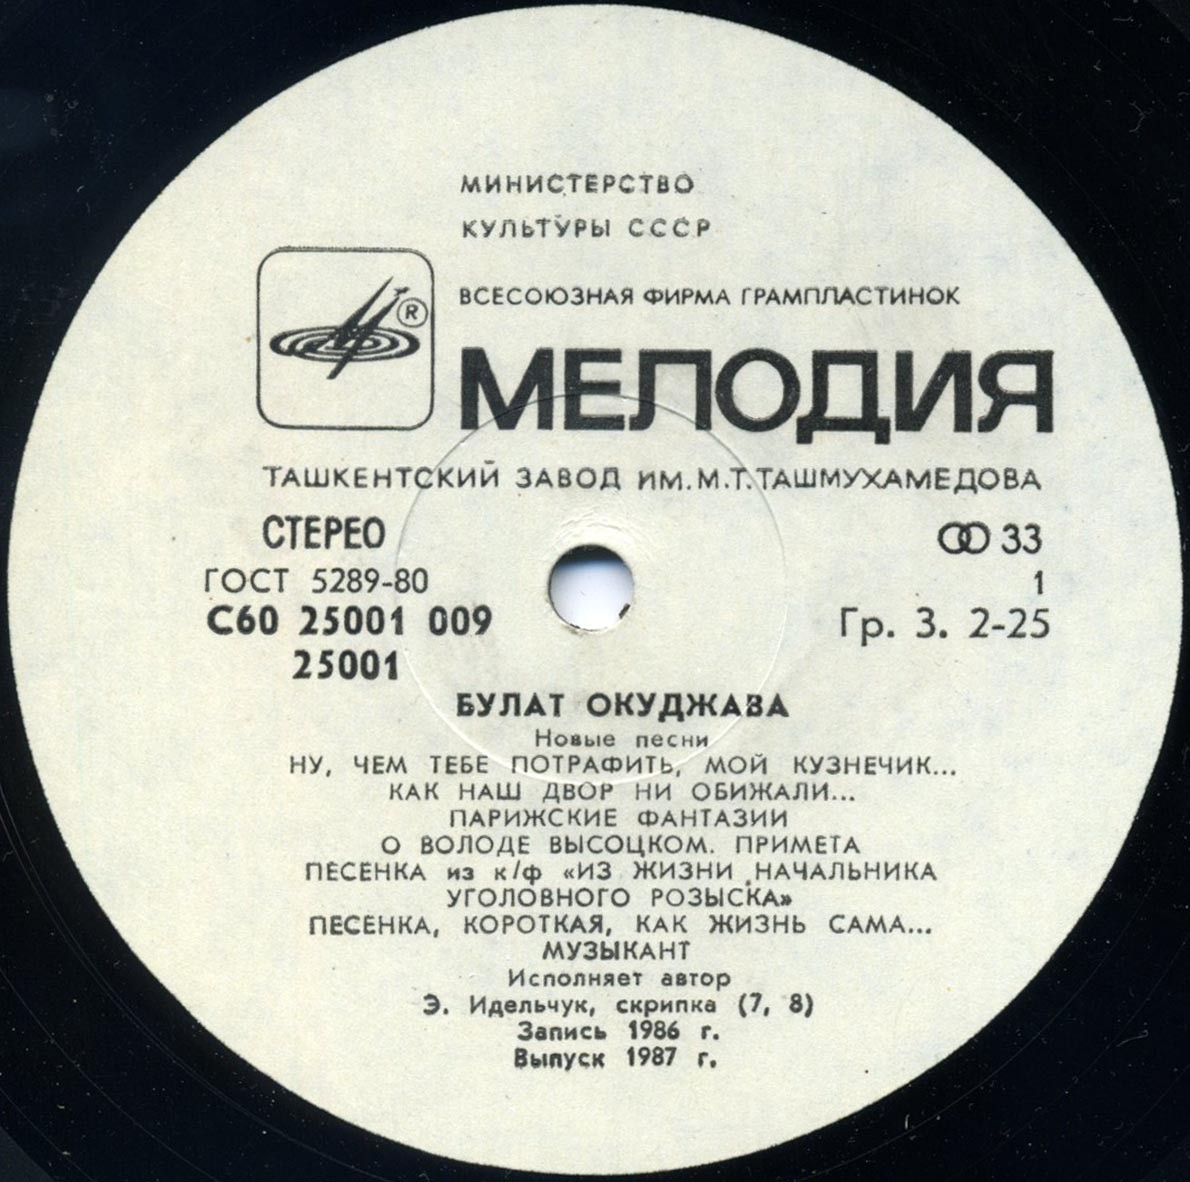 МИНИСТЕРСТВО
КУЛЬТУРЫ СССР
ВСЕСОЮЗНАЯ ФИРМА ГРАМПЛАСТИНОК
®
МЕЛОДИЯ
ТАШКЕНТСКИЙ ЗАВОД ИМ. М.Т.ТАШМУХАМЕДОВА
СТЕРЕО
33
ГОСТ 5289-80
1
С60 25001 009
Гр. 3. 2-25
25001
БУЛАТ ОКУДЖАВА
Новые песни
НУ, ЧЕМ ТЕБЕ ПОТРАФИТЬ, МОЙ КУЗНЕЧИК...
КАК НАШ ДВОР НИ ОБИЖАЛИ...
ПАРИЖСКИЕ ФАНТАЗИИ
О ВОЛОДЕ ВЫСОЦКОМ. ПРИМЕТА
ПЕСЕНКА из к/ф «ИЗ ЖИЗНИ НАЧАЛЬНИКА
УГОЛОВНОГО РОЗЫСКА»
ПЕСЕНКА, КОРОТКАЯ, КАК ЖИЗНЬ САМА...
МУЗЫКАНТ
Исполняет автор
Э. Идельчук, скрипка (7, 8)
Запись 1986 г.
Выпуск 1987 г.